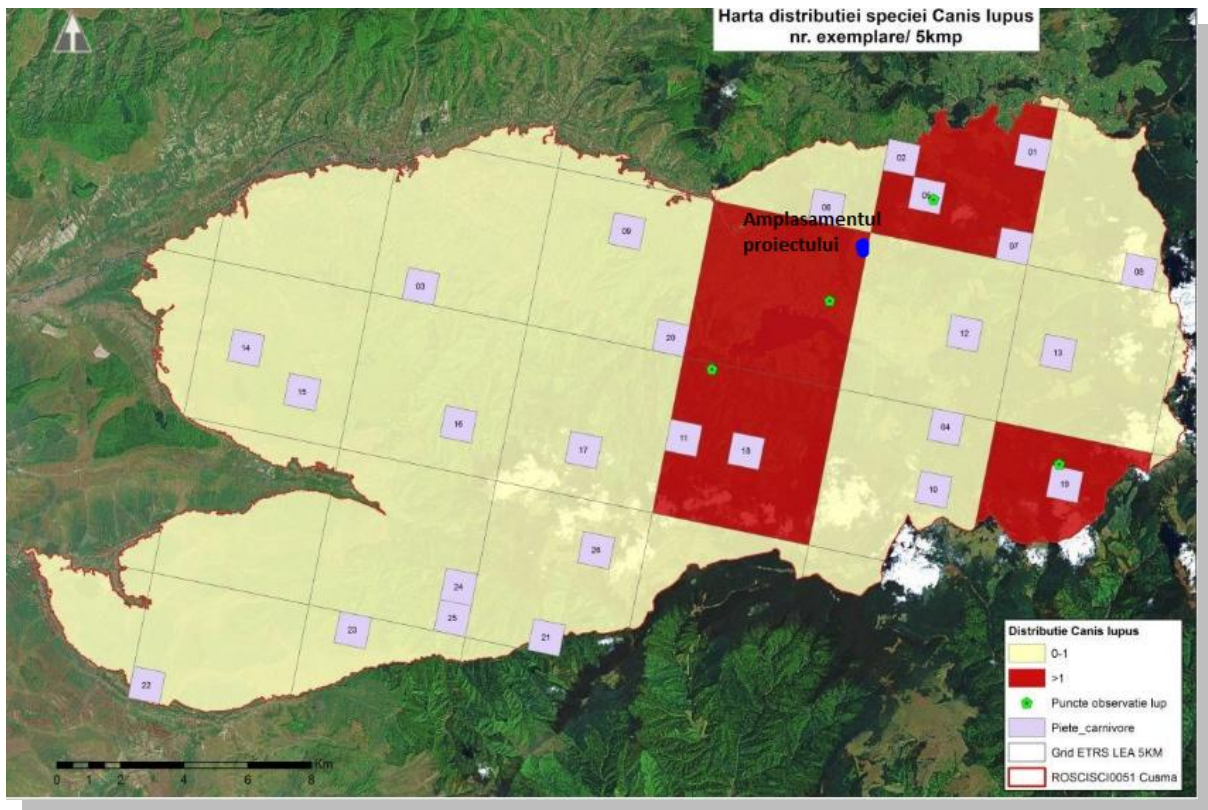 Harta distributiei speciei Canis lupus
nr. exemplare/ 5kmp
02
01
05
06
Amplasamentul
proiectului
09
07
08
03
20
12
13
14
15
16
17
11
18
04
10
19
26
24
25
23
21
22
Distributie Canis lupus
0-1
>1
Puncte observatie lup
Piete_carnivore
Grid ETRS LEA 5KM
ROSCISCI0051 Cusma
Km
0 1 2 4 6 8